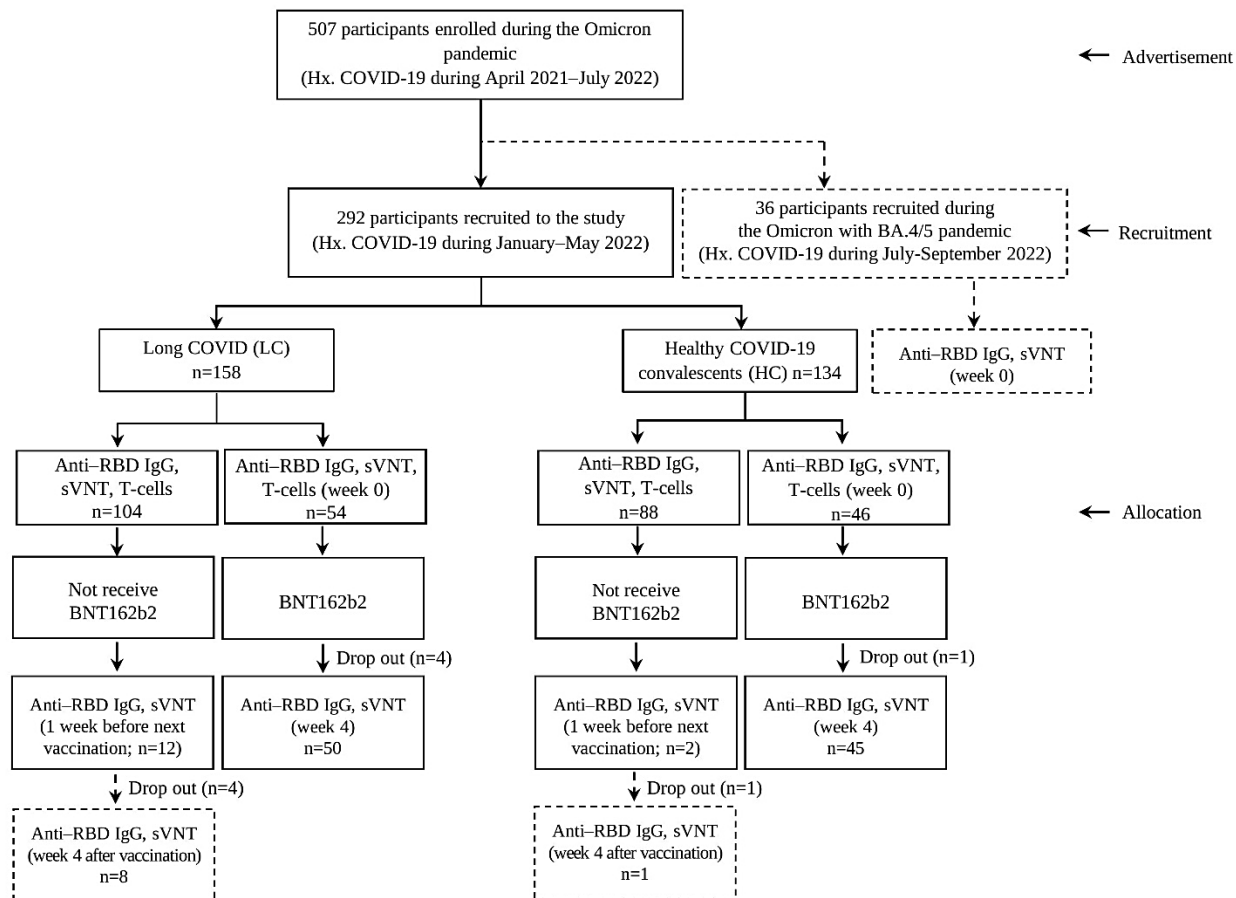 507 participants enrolled during the Omicron
pandemic
(Hx. COVID-19 during April 2021–July 2022)
Advertisement
292 participants recruited to the study
(Hx. COVID-19 during January–May 2022)
36 participants recruited during
the Omicron with BA.4/5 pandemic
(Hx. COVID-19 during July-September 2022)
Recruitment
Long COVID (LC)
n=158
Healthy COVID-19
convalescents (HC) n=134
Anti–RBD IgG, sVNT
(week 0)
Anti–RBD IgG,
sVNT, T-cells
n=104
Anti–RBD IgG, sVNT,
T-cells (week 0)
n=54
Anti–RBD IgG,
sVNT, T-cells
n=88
Anti–RBD IgG, sVNT,
T-cells (week 0)
n=46
Allocation
Not receive
BNT162b2
BNT162b2
Not receive
BNT162b2
BNT162b2
Drop out (n=4)
Drop out (n=1)
Anti–RBD IgG, sVNT
(1 week before next
vaccination; n=12)
Anti–RBD IgG, sVNT
(week 4)
n=50
Anti–RBD IgG, sVNT
(1 week before next
vaccination; n=2)
Anti–RBD IgG, sVNT
(week 4)
n=45
Drop out (n=4)
Drop out (n=1)
Anti–RBD IgG, sVNT
(week 4 after vaccination)
n=8
Anti–RBD IgG, sVNT
(week 4 after vaccination)
n=1